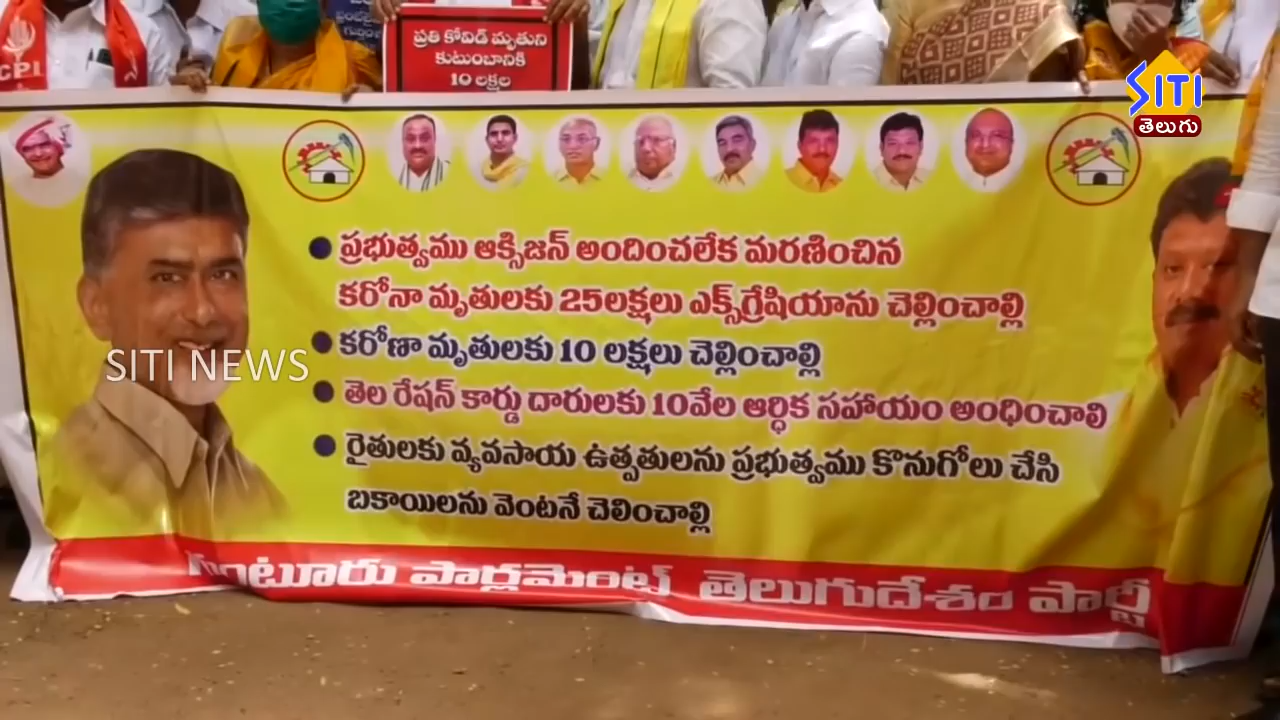 CPI
ప్రతి కోవిడ్ మృతుని
కుటుంబానికి
10 లక్షల
SITI
తెలుగు
ప్రభుత్వము ఆక్సిజన్ అందించలేక మరణించిన
కరోనా మృతులకు 25లక్షలు ఎక్స్‌గ్రేషియాను చెల్లించాల్లి
కరోణా మృతులకు 10 లక్షలు చెల్లించాల్లి
తెల రేషన్ కార్డు దారులకు 10వేల ఆర్ధిక సహాయం అంధించాలి
రైతులకు వ్యవసాయ ఉత్పతులను ప్రభుత్వము కొనుగోలు చేసి
బకాయిలను వెంటనే చెలించాల్లి
SITI NEWS
గుంటూరు పార్లమెంట్ తెలుగుదేశం పార్టీ